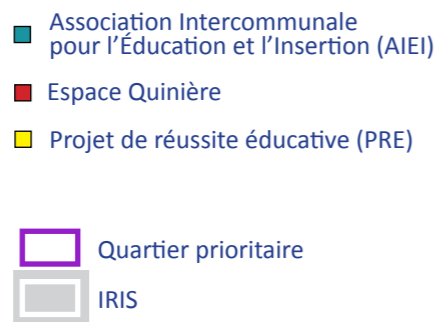 Association Intercommunale
pour l'Éducation et l'Insertion (AIEI)
Espace Quinière
Projet de réussite éducative (PRE)
Quartier prioritaire
IRIS